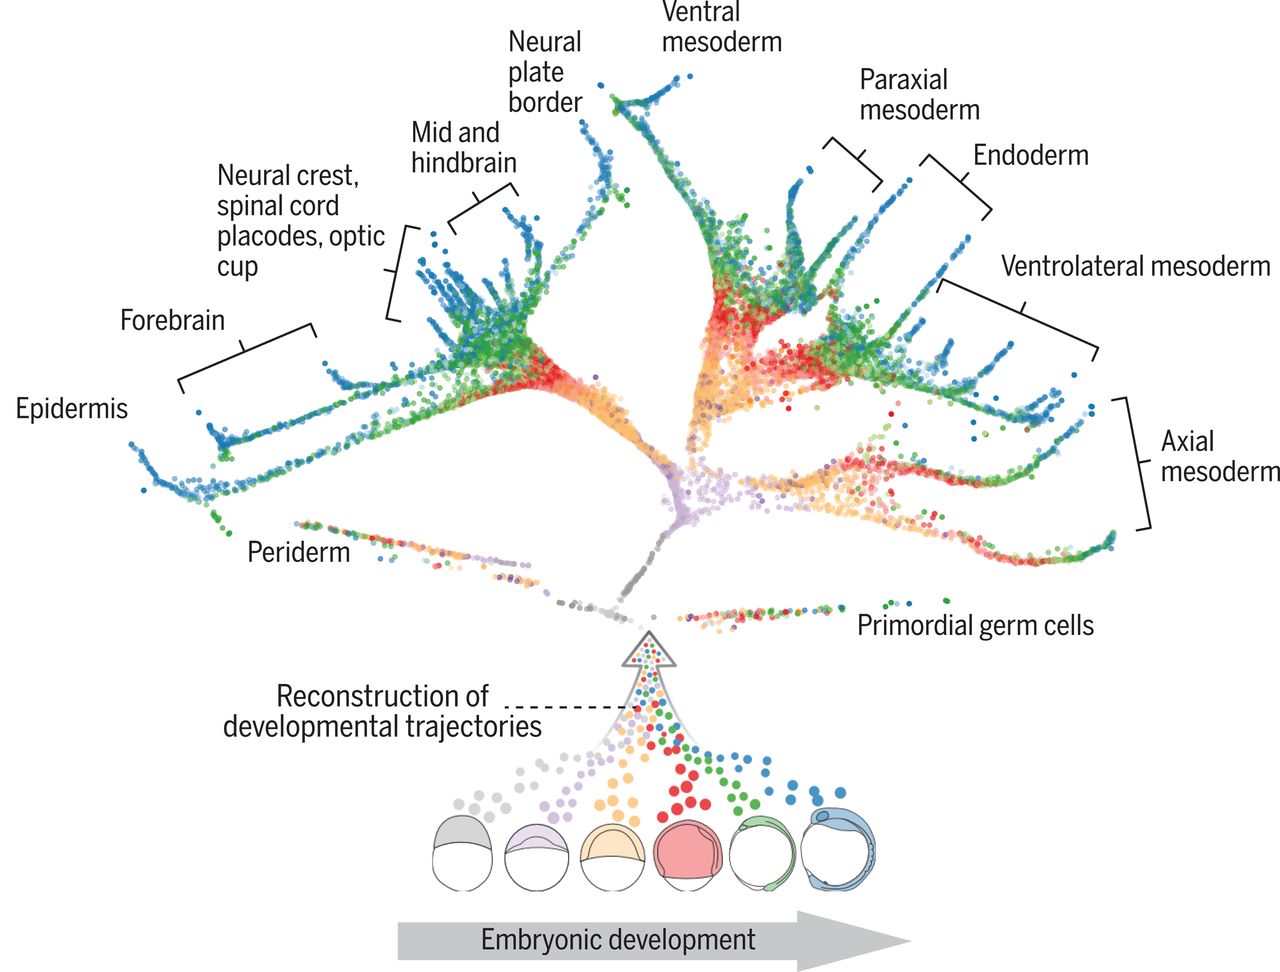 Ventral
mesoderm
Neural
plate
border
Paraxial
mesoderm
Mid and
hindbrain
Endoderm
Neural crest,
spinal cord
placodes, optic
cup
Ventrolateral mesoderm
Forebrain
Epidermis
Axial
mesoderm
Periderm
Primordial germ cells
Reconstruction of
developmental trajectories
Embryonic development